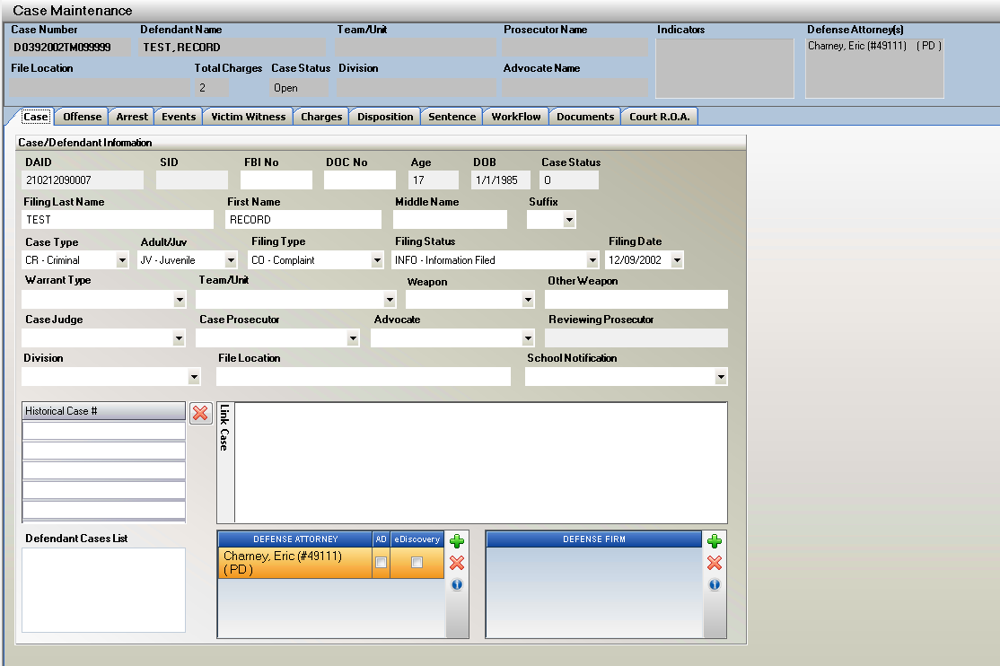 Case Maintenance
Case Number Defendant Name Team/Unit Prosecutor Name Indicators Defense Attorney(s)
D0392002TM099999 TEST, RECORD Charney, Eric (#49111) ( PD )
File Location Total Charges Case Status Division Advocate Name
2 Open
Case Offense Arrest Events Victim Witness Charges Disposition Sentence WorkFlow Documents Court R.O.A.
Case/Defendant Information
DAID SID FBI No DOC No Age DOB Case Status
210212090007 17 1/1/1985 O
Filing Last Name First Name Middle Name Suffix
TEST RECORD
Case Type Adult/Juv Filing Type Filing Status Filing Date
CR - Criminal JV - Juvenile CO - Complaint INFO - Information Filed 12/09/2002
Warrant Type Team/Unit Weapon Other Weapon
Case Judge Case Prosecutor Advocate Reviewing Prosecutor
Division File Location School Notification
Historical Case #
Link Case
Defendant Cases List
DEFENSE ATTORNEY AD eDiscovery
Charney, Eric (#49111)
( PD )
DEFENSE FIRM